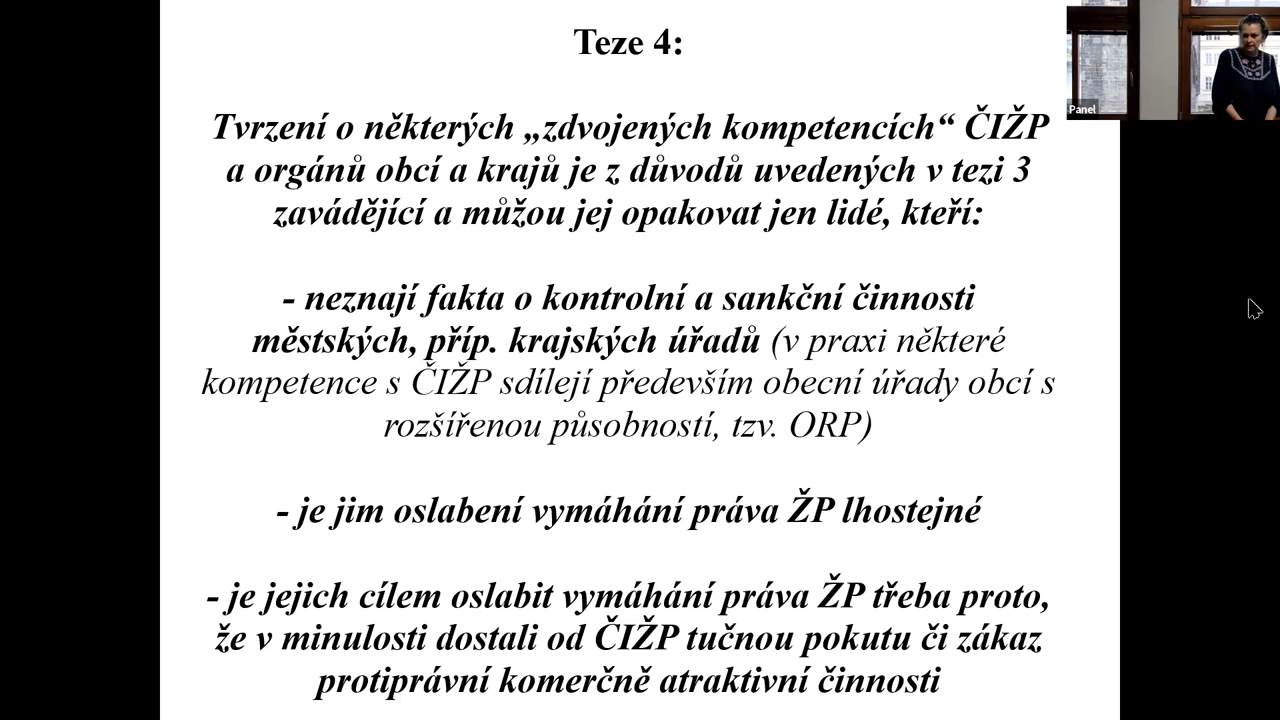 Teze 4:
Tvrzení o některých „zdvojených kompetencích“ ČIŽP
a orgánů obcí a krajů je z důvodů uvedených v tezi 3
zavádějící a můžou jej opakovat jen lidé, kteří:
- neznají fakta o kontrolní a sankční činnosti
městských, příp. krajských úřadů (v praxi některé
kompetence s ČIŽP sdílejí především obecní úřady obcí s
rozšířenou působností, tzv. ORP)
- je jim oslabení vymáhání práva ŽP lhostejné
- je jejich cílem oslabit vymáhání práva ŽP třeba proto,
že v minulosti dostali od ČIŽP tučnou pokutu či zákaz
protiprávní komerčně atraktivní činnosti
Panel